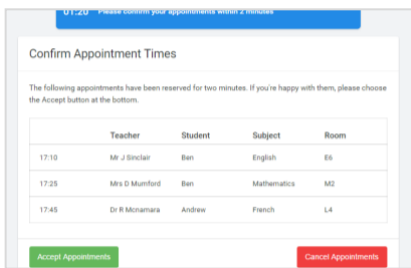 01:20 Please confirm your appointments within 2 minutes
Confirm Appointment Times
The following appointments have been reserved for two minutes. If you're happy with them, please choose
the Accept button at the bottom.
Teacher Student Subject Room
17:10 Mr J Sinclair Ben English E6
17:25 Mrs D Mumford Ben Mathematics M2
17:45 Dr R Mcnamara Andrew French L4
Accept Appointments Cancel Appointments